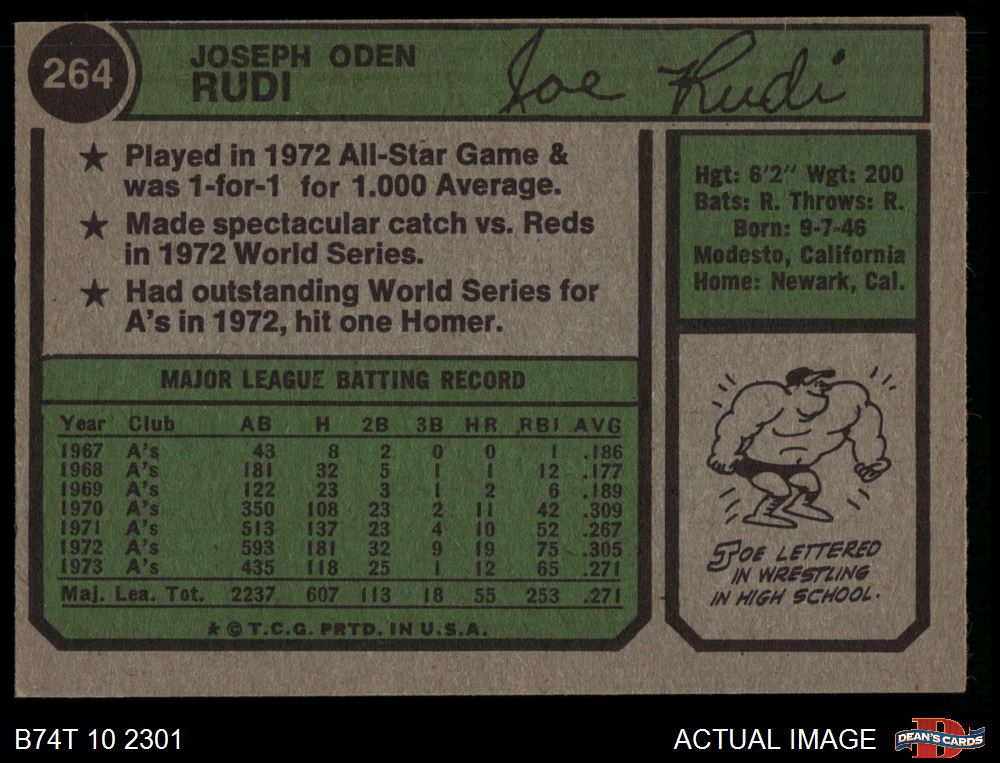 264
JOSEPH ODEN
RUDI
Joe Rudi
★ Played in 1972 All-Star Game &
was 1-for-1 for 1.000 Average.
★ Made spectacular catch vs. Reds
in 1972 World Series.
★ Had outstanding World Series for
A's in 1972, hit one Homer.
Hgt: 6'2" Wgt: 200
Bats: R. Throws: R.
Born: 9-7-46
Modesto, California
Home: Newark, Cal.
MAJOR LEAGUE BATTING RECORD
Year Club AB H 2B 3B HR RBI AVG
1967 A's 43 8 2 0 0 1 .186
1968 A's 181 32 5 1 1 12 .177
1969 A's 122 23 3 1 2 6 .189
1970 A's 350 108 23 2 11 42 .309
1971 A's 513 137 23 4 10 52 .267
1972 A's 593 181 32 9 19 75 .305
1973 A's 435 118 25 1 12 65 .271
Maj. Lea. Tot. 2237 607 113 18 55 253 .271
★ © T.C.G. PRTD. IN U.S.A.
JOE LETTERED
IN WRESTLING
IN HIGH SCHOOL.
B74T 10 2301
ACTUAL IMAGE
DEAN'S CARDS